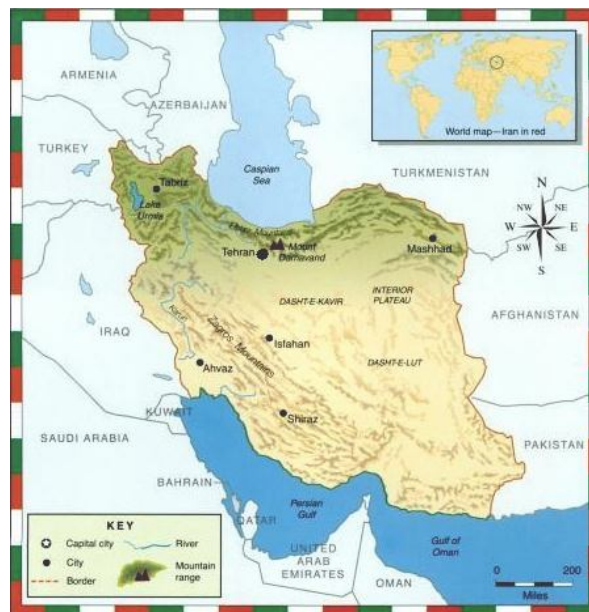 ARMENIA
AZERBAIJAN
TURKEY
Caspian
Sea
TURKMENISTAN
World map—Iran in red
N
NW
NE
W
E
SW
SE
S
Tabriz
Lake
Urmia
Elburz Mountains
Mount
Damavand
Tehran
Mashhad
DASHT-E-KAVIR
INTERIOR
PLATEAU
AFGHANISTAN
IRAQ
Karun
Zagros Mountains
Isfahan
DASHT-E-LUT
Ahvaz
KUWAIT
Shiraz
SAUDI ARABIA
PAKISTAN
BAHRAIN
Persian
Gulf
QATAR
UNITED
ARAB
EMIRATES
OMAN
Gulf of
Oman
KEY
Capital city
River
City
Mountain
range
Border
0
200
Miles